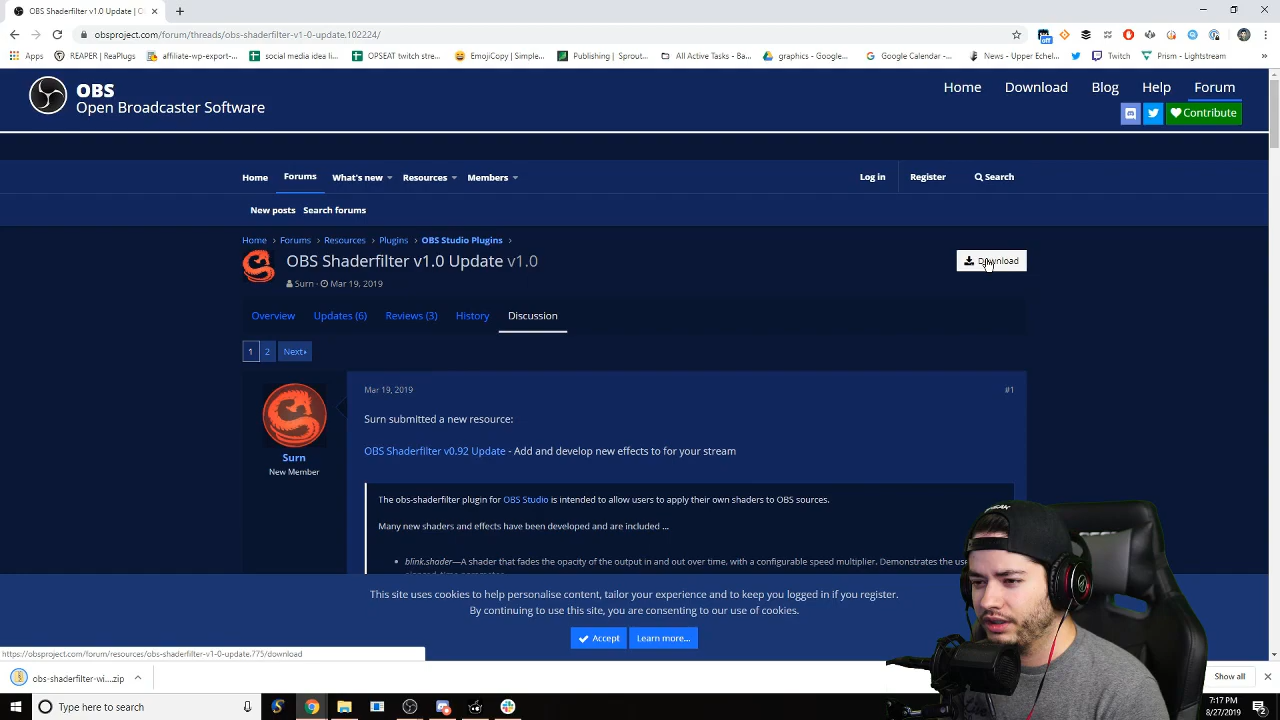 OBS Shaderfilter v1.0 Update | O
obsproject.com/forum/threads/obs-shaderfilter-v1-0-update.102224/
Apps
REAPER | ReaPlugs
affiliate-wp-export-...
social media idea li...
OPSEAT twitch stre...
EmojiCopy | Simple...
Publishing | Sprout...
All Active Tasks - Ba...
graphics - Google...
Google Calendar -...
News - Upper Echel...
Twitch
Prism - Lightstream
off
OBS
Open Broadcaster Software
Home
Download
Blog
Help
Forum
Contribute
Home
Forums
What's new
Resources
Members
Log in
Register
Search
New posts
Search forums
Home
Forums
Resources
Plugins
OBS Studio Plugins
OBS Shaderfilter v1.0 Update v1.0
Download
Surn · Mar 19, 2019
Overview
Updates (6)
Reviews (3)
History
Discussion
1
2
Next
Mar 19, 2019
#1
Surn submitted a new resource:
OBS Shaderfilter v0.92 Update - Add and develop new effects to for your stream
Surn
New Member
The obs-shaderfilter plugin for OBS Studio is intended to allow users to apply their own shaders to OBS sources.
Many new shaders and effects have been developed and are included ...
• blink.shader—A shader that fades the opacity of the output in and out over time, with a configurable speed multiplier. Demonstrates the use
This site uses cookies to help personalise content, tailor your experience and to keep you logged in if you register.
By continuing to use this site, you are consenting to our use of cookies.
Accept
Learn more...
https://obsproject.com/forum/resources/obs-shaderfilter-v1-0-update.775/download
obs-shaderfilter-wi....zip
Show all
Type here to search
7:17 PM
8/27/2019
2